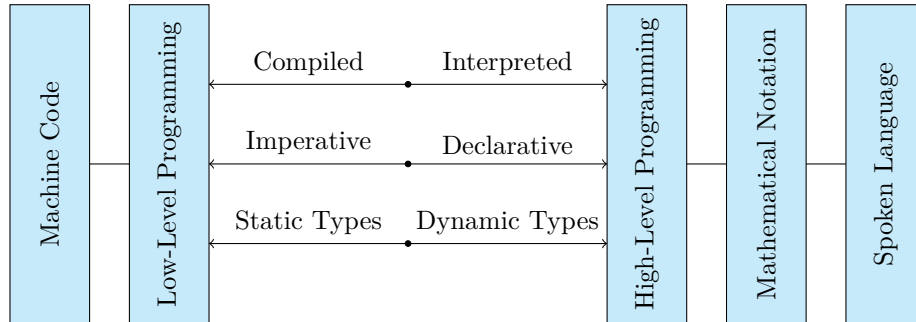 Machine Code
Low-Level Programming
Compiled
Interpreted
Imperative
Declarative
Static Types
Dynamic Types
High-Level Programming
Mathematical Notation
Spoken Language